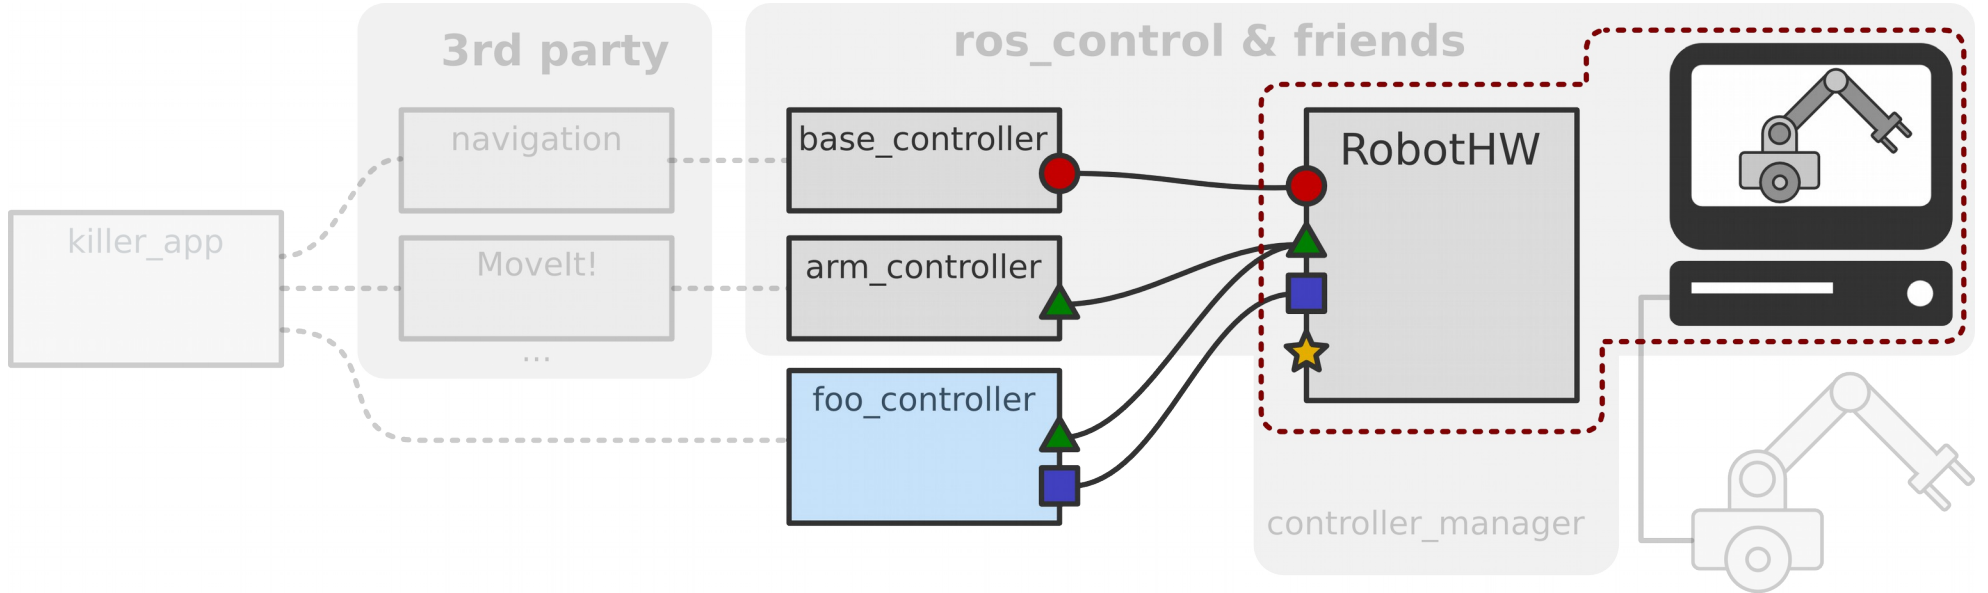 3rd party
ros_control & friends
navigation
base_controller
RobotHW
killer_app
MoveIt!
arm_controller
...
foo_controller
controller_manager